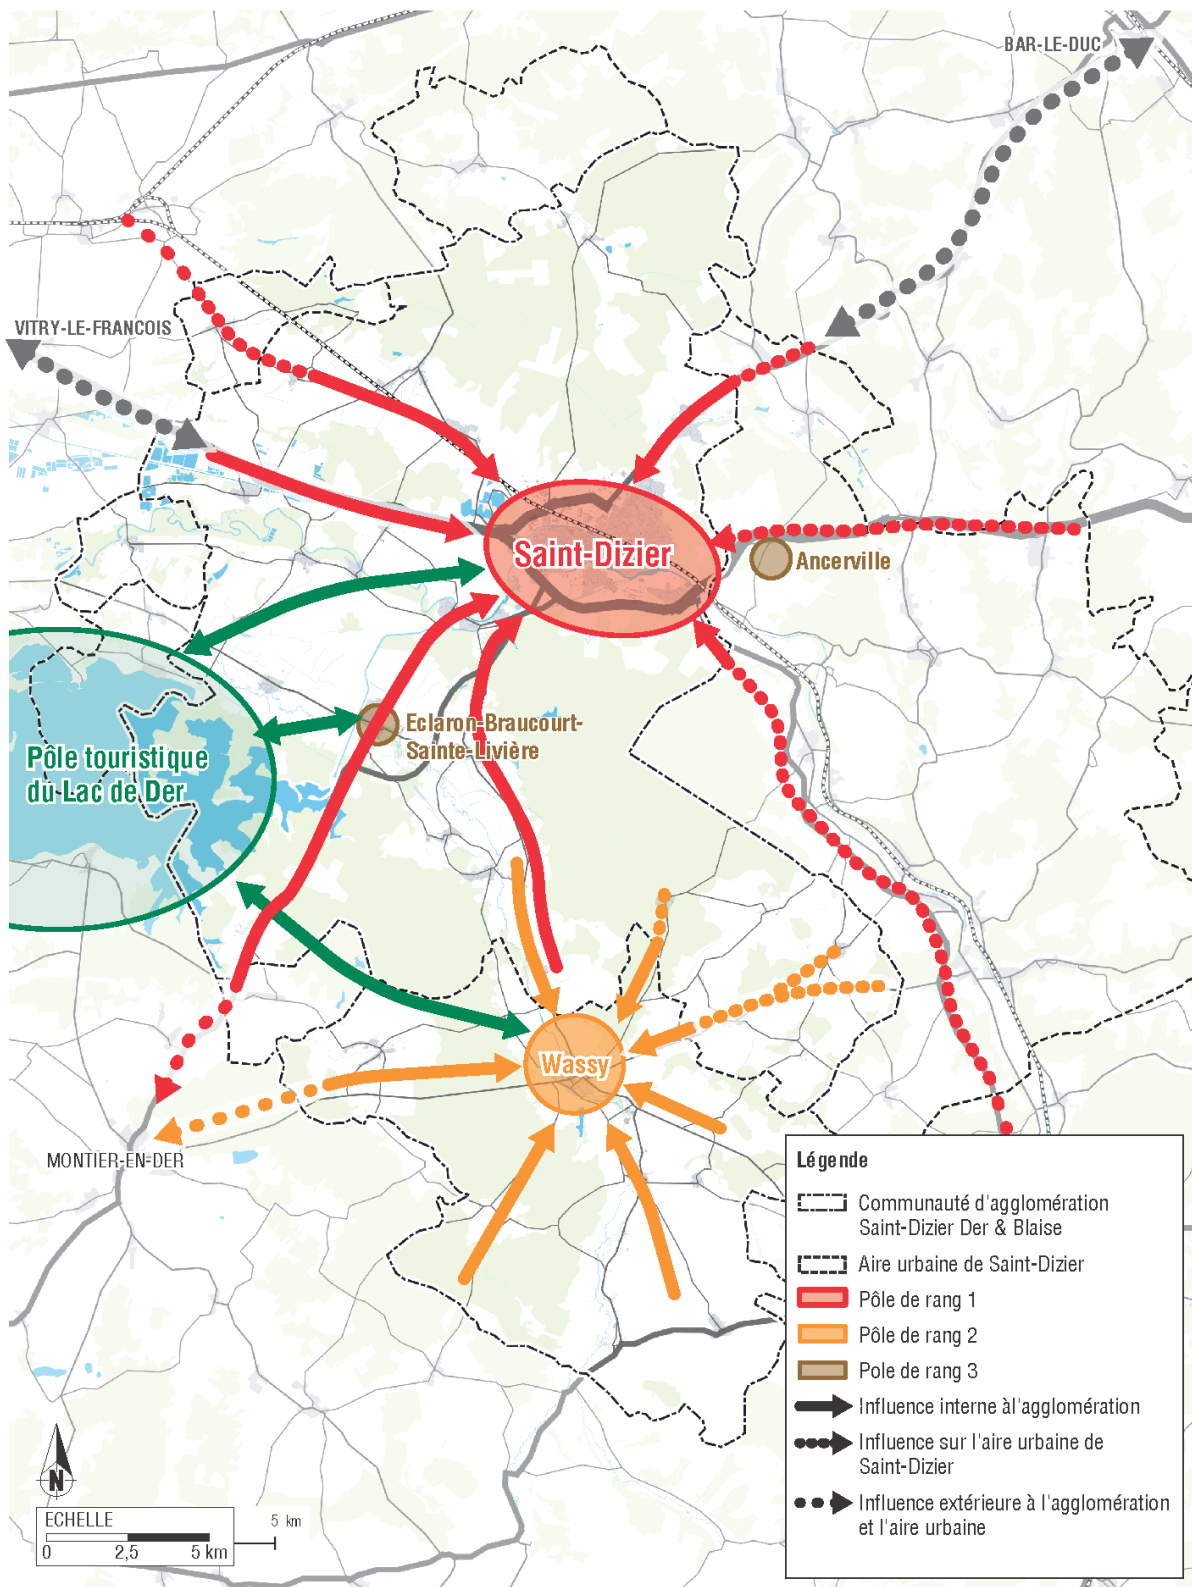 BAR-LE-DUC
VITRY-LE-FRANCOIS
Saint-Dizier
Ancerville
Eclaron-Braucourt-
Sainte-Livière
Pôle touristique
du Lac de Der
Wassy
MONTIER-EN-DER
Légende
Communauté d'agglomération
Saint-Dizier Der & Blaise
Aire urbaine de Saint-Dizier
Pôle de rang 1
Pôle de rang 2
Pole de rang 3
Influence interne àl'agglomération
Influence sur l'aire urbaine de
Saint-Dizier
Influence extérieure à l'agglomération
et l'aire urbaine
N
ECHELLE
0 2,5 5 km
5 km